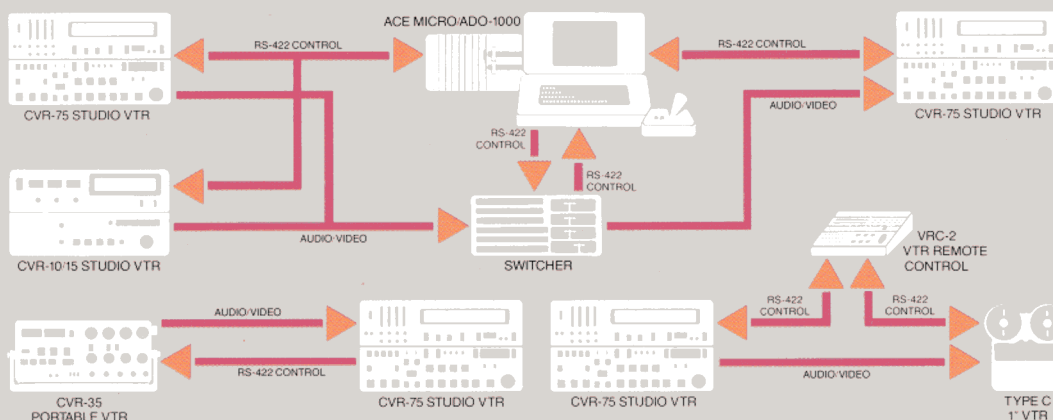 ACE MICRO/ADO-1000
RS-422 CONTROL
RS-422 CONTROL
CVR-75 STUDIO VTR
AUDIO/VIDEO
CVR-75 STUDIO VTR
RS-422
CONTROL
RS-422
CONTROL
CVR-10/15 STUDIO VTR
AUDIO/VIDEO
SWITCHER
VRC-2
VTR REMOTE
CONTROL
AUDIO/VIDEO
RS-422 CONTROL
CVR-35
PORTABLE VTR
CVR-75 STUDIO VTR
CVR-75 STUDIO VTR
RS-422
CONTROL
RS-422
CONTROL
AUDIO/VIDEO
TYPE C
1" VTR